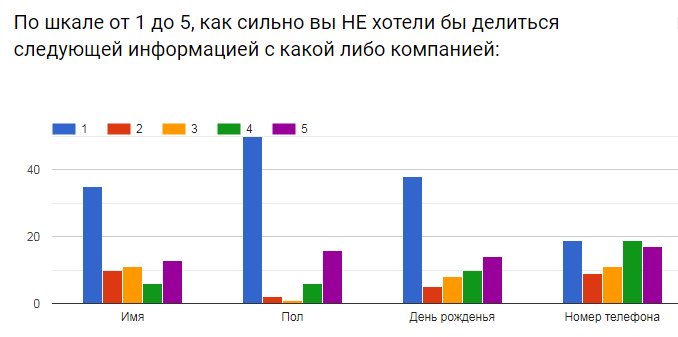 По шкале от 1 до 5, как сильно вы НЕ хотели бы делиться
следующей информацией с какой либо компанией:
1 2 3 4 5
40
20
0
Имя Пол День рожденья Номер телефона